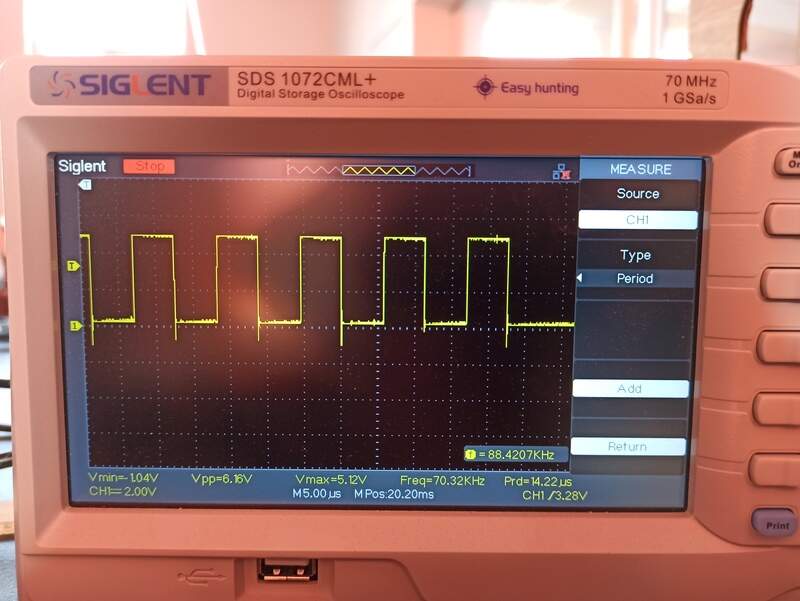 SIGLENT SDS 1072CML+ Easy hunting 70 MHz
Digital Storage Oscilloscope 1 GSa/s
Siglent Stop MEASURE
T
Source
CH1
T
Type
Period
1
Add
T = 88.4207KHz
Return
Vmin=-1.04V Vpp=6.16V Vmax=5.12V Freq=70.32KHz Prd=14.22µs
CH1 2.00V M 5.00µs M Pos:20.20ms CH1 /3.28V
Print